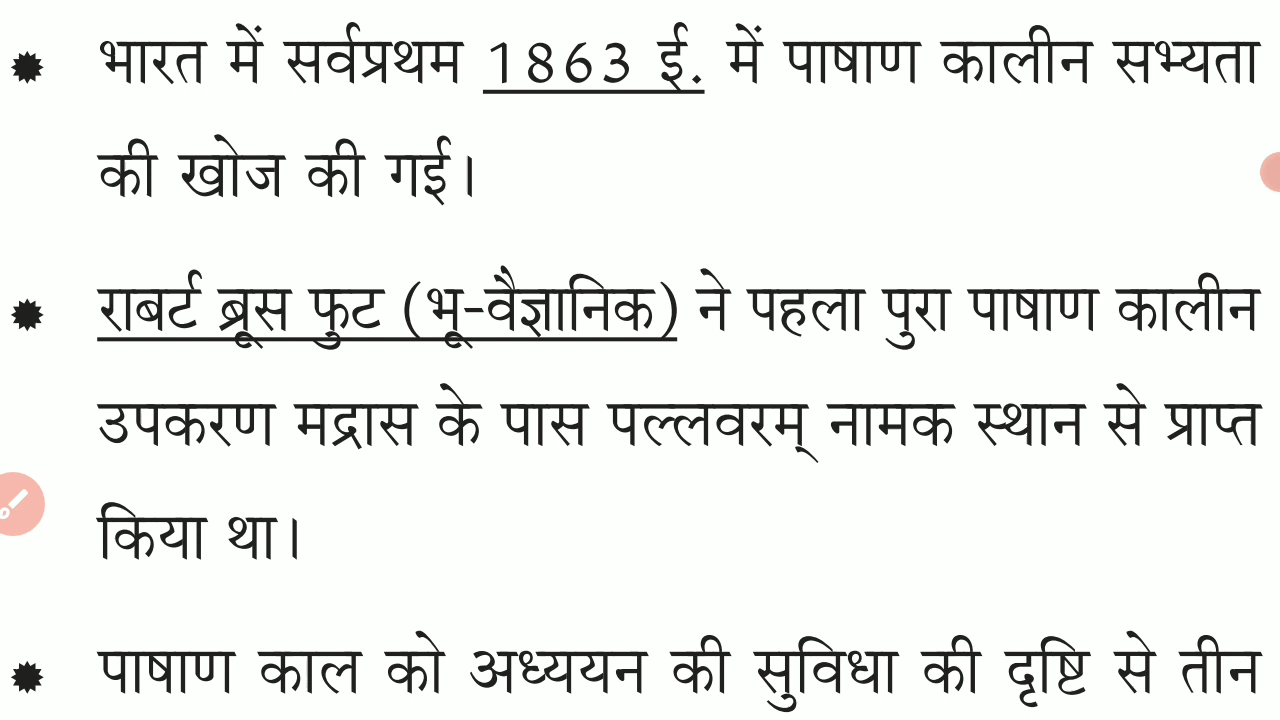 भारत में सर्वप्रथम 1863 ई. में पाषाण कालीन सभ्यता
की खोज की गई।
राबर्ट ब्रूस फुट (भू-वैज्ञानिक) ने पहला पुरा पाषाण कालीन
उपकरण मद्रास के पास पल्लवरम् नामक स्थान से प्राप्त
किया था।
पाषाण काल को अध्ययन की सुविधा की दृष्टि से तीन